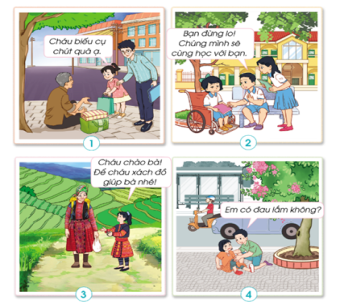 Cháu biếu cụ
chút quà ạ.
1
Bạn đừng lo!
Chúng mình sẽ
cùng học với bạn.
2
Cháu chào bà!
Để cháu xách đồ
giúp bà nhé!
3
Em có đau lắm không?
4